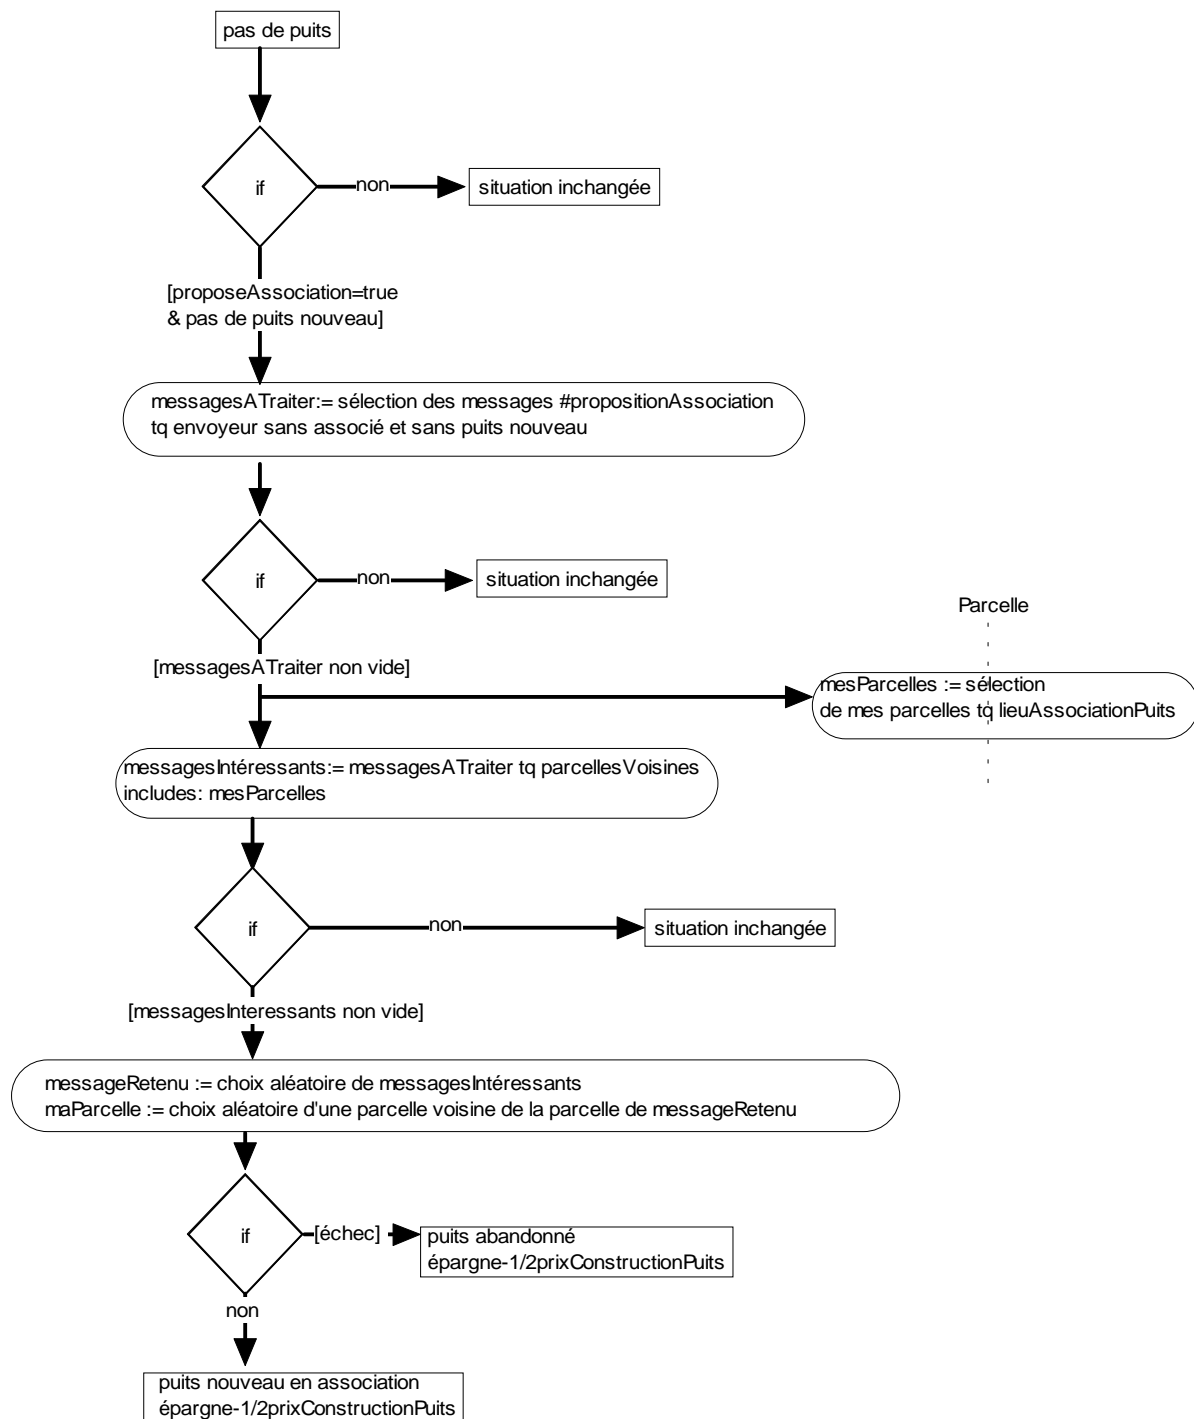 pas de puits
if
non
situation inchangée
[proposeAssociation=true
& pas de puits nouveau]
messagesATraiter:= sélection des messages #propositionAssociation
tq envoyeur sans associé et sans puits nouveau
if
non
situation inchangée
Parcelle
[messagesATraiter non vide]
mesParcelles := sélection
de mes parcelles tq lieuAssociationPuits
messagesIntéressants:= messagesATraiter tq parcellesVoisines
includes: mesParcelles
if
non
situation inchangée
[messagesInteressants non vide]
messageRetenu := choix aléatoire de messagesIntéressants
maParcelle := choix aléatoire d'une parcelle voisine de la parcelle de messageRetenu
if
[échec]
puits abandonné
épargne-1/2prixConstructionPuits
non
puits nouveau en association
épargne-1/2prixConstructionPuits